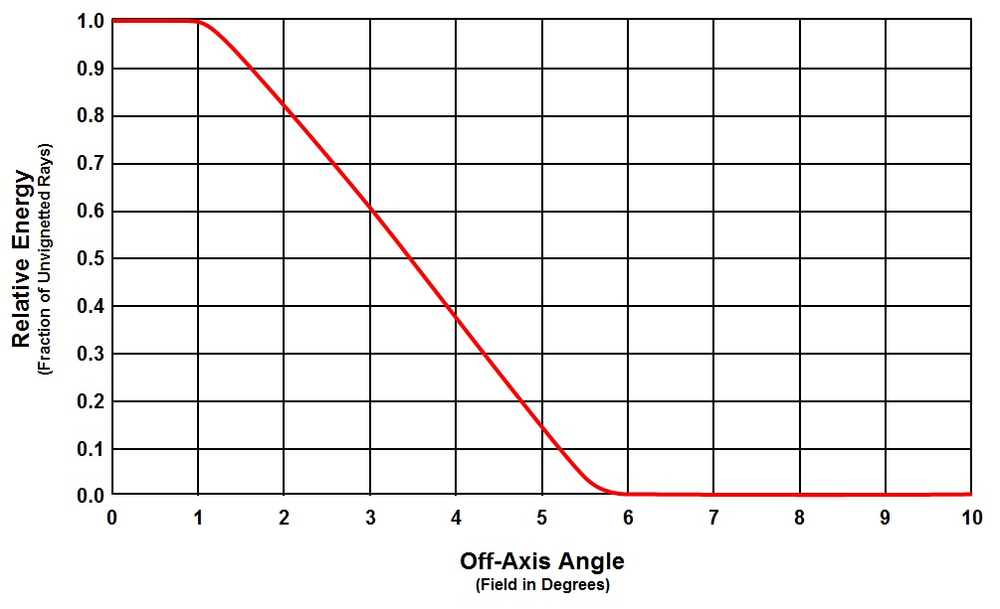 1.0
0.9
0.8
0.7
0.6
0.5
0.4
0.3
0.2
0.1
0.0
Relative Energy
(Fraction of Unvignetted Rays)
0 1 2 3 4 5 6 7 8 9 10
Off-Axis Angle
(Field in Degrees)